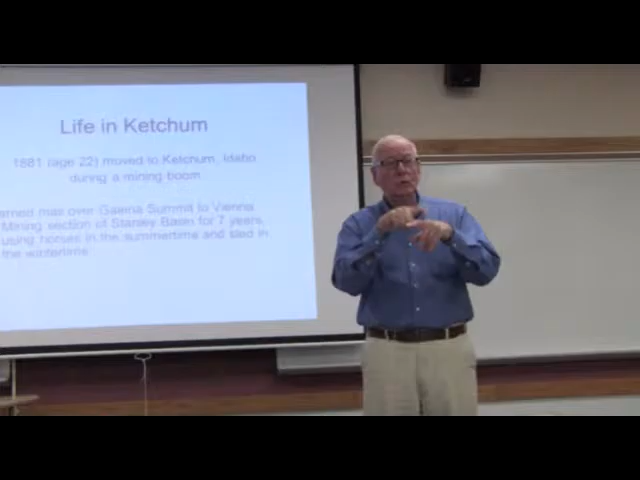 Life in Ketchum
1881 (age 22) moved to Ketchum, Idaho
during a mining boom
mail over Galena Summit to Vienna
Mining section of Stanley Basin for 7 years,
using horses in the summertime and sled in
the wintertime